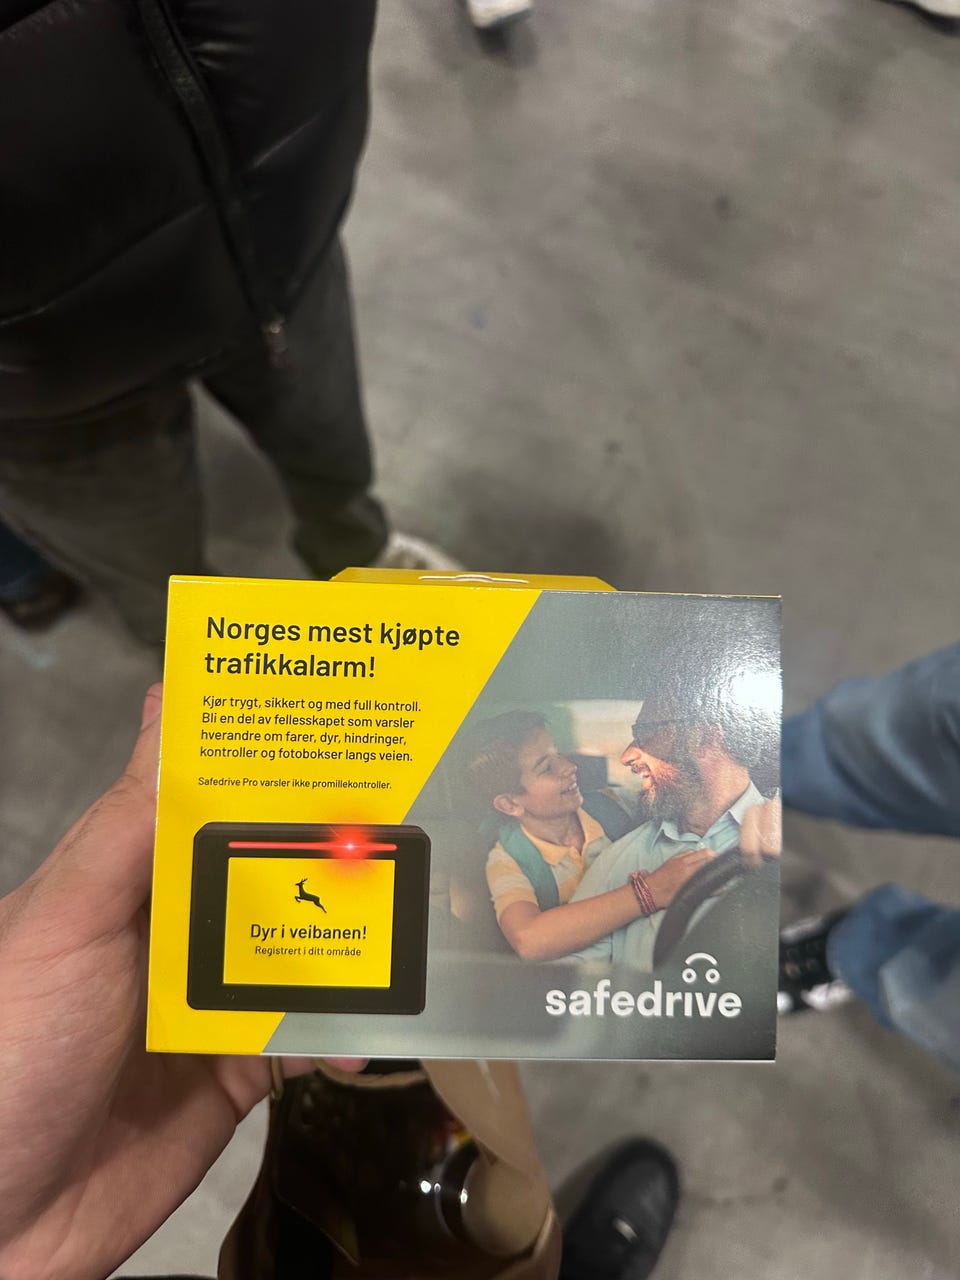 Norges mest kjøpte
trafikkalarm!
Kjør trygt, sikkert og med full kontroll.
Bli en del av fellesskapet som varsler
hverandre om farer, dyr, hindringer,
kontroller og fotobokser langs veien.
Safedrive Pro varsler ikke promillekontroller.
Dyr i veibanen!
Registrert i ditt område
safedrive